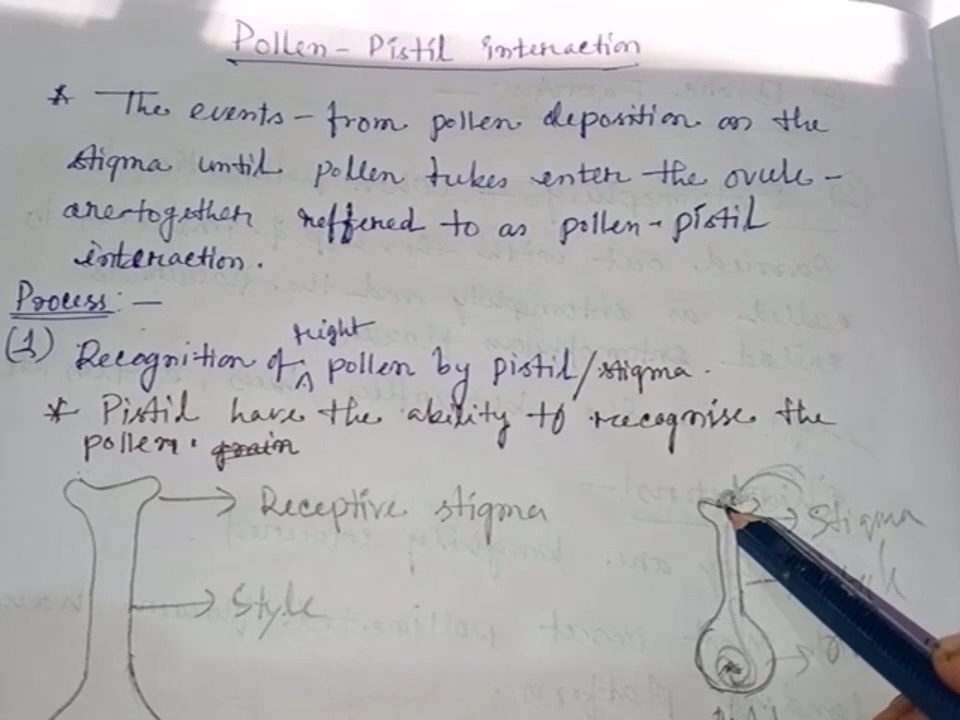 Pollen - Pistil interaction
* The events - from pollen deposition on the
stigma until pollen tubes enter the ovule -
are together reffered to as pollen - pistil
interaction.
Process : -
(1) Recognition of right pollen by pistil/stigma.
* Pistil have the ability to recognise the
pollen. grain
Receptive stigma
Stigma
Style